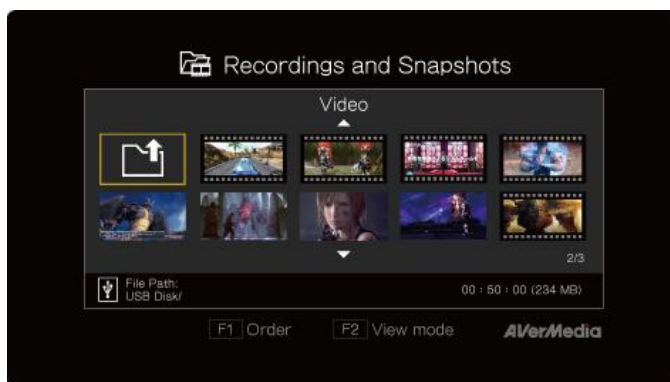 Recordings and Snapshots
Video
2/3
File Path:
USB Disk/
00 : 50 : 00 (234 MB)
F1 Order F2 View mode AVerMedia